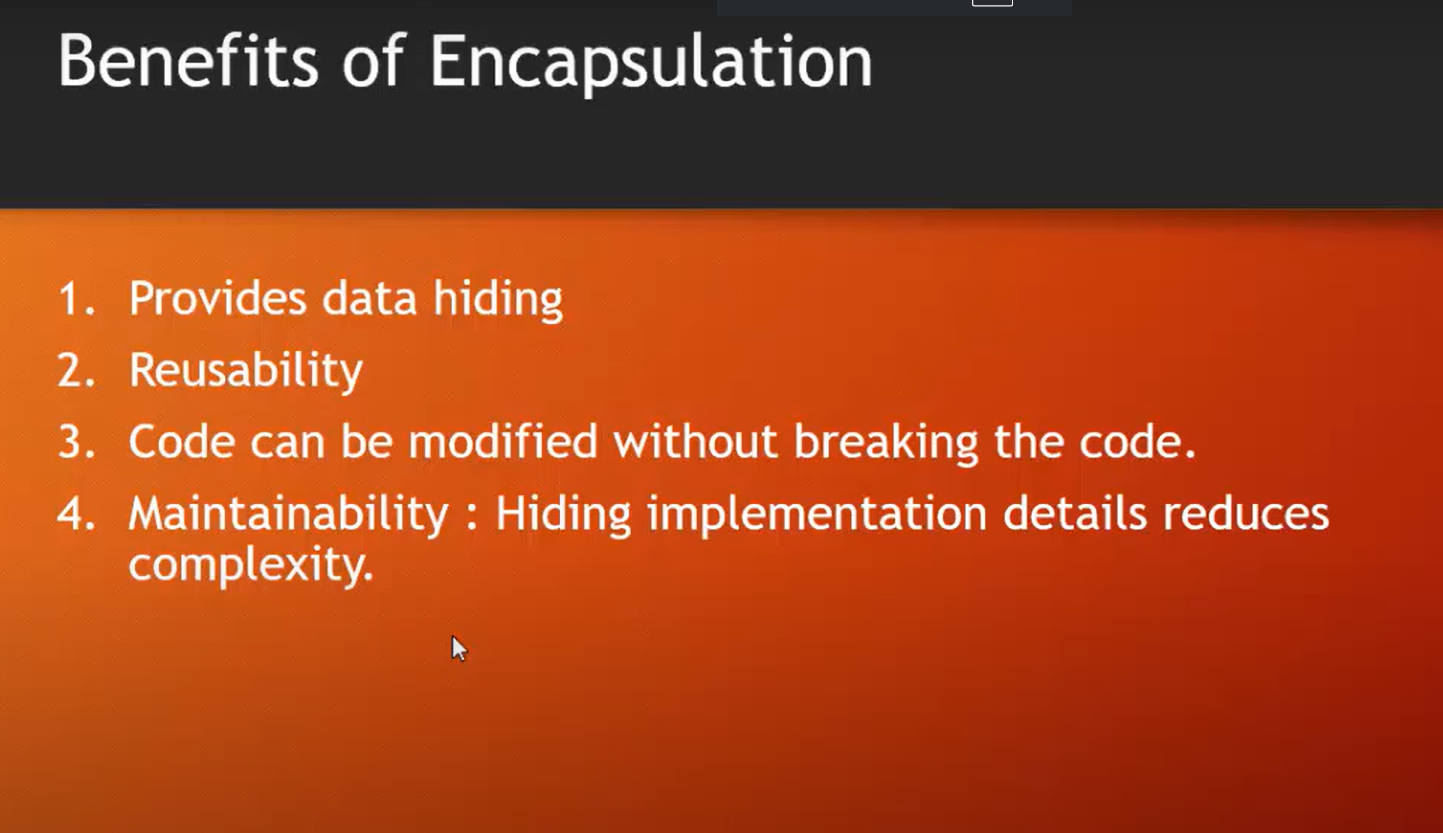 Benefits of Encapsulation
1. Provides data hiding
2. Reusability
3. Code can be modified without breaking the code.
4. Maintainability : Hiding implementation details reduces
complexity.